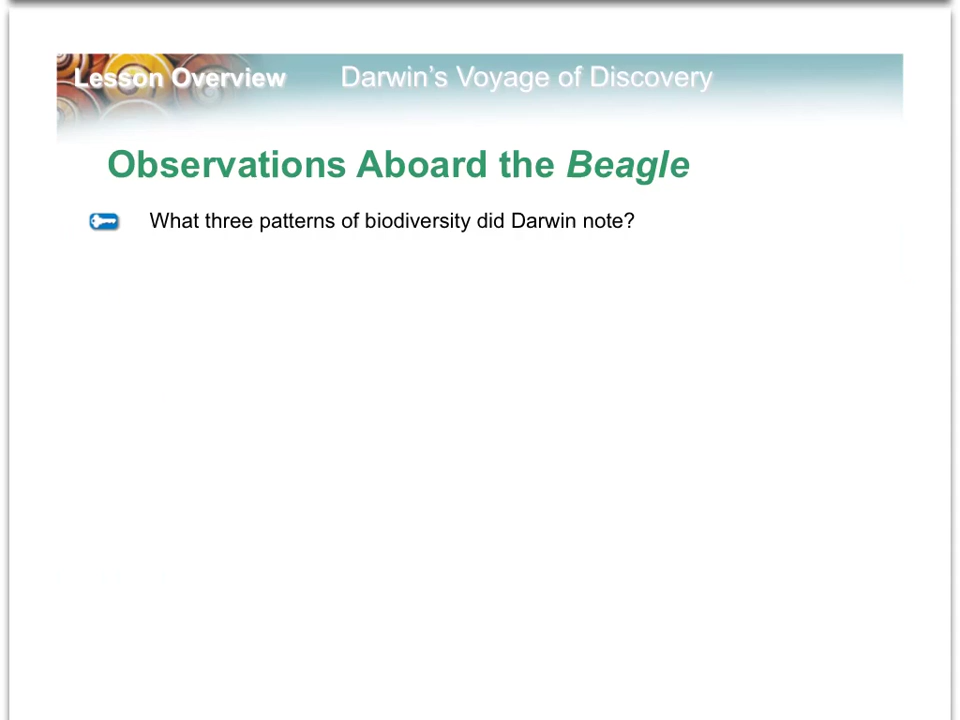 Lesson Overview Darwin’s Voyage of Discovery
Observations Aboard the Beagle
What three patterns of biodiversity did Darwin note?